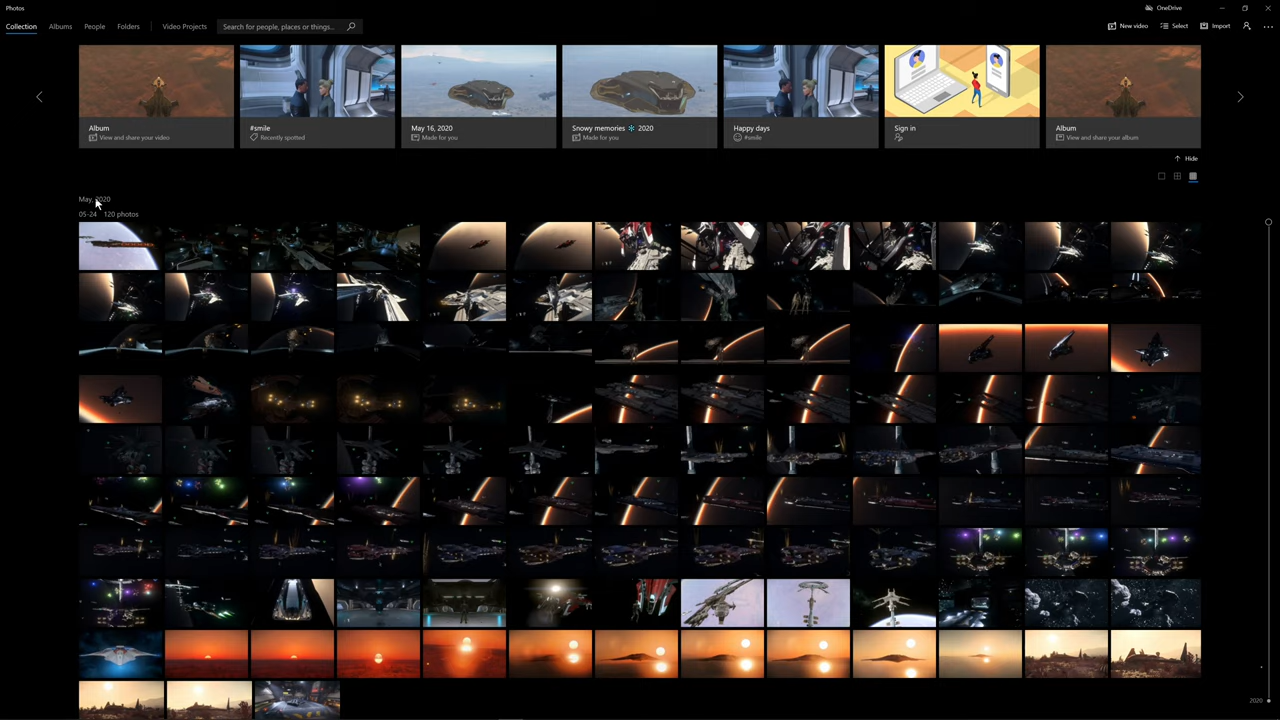 Photos
OneDrive
Collection Albums People Folders Video Projects Search for people, places or things... New video Select Import
Album
View and share your video
#smile
Recently spotted
May 16, 2020
Made for you
Snowy memories ❄ 2020
Made for you
Happy days
#smile
Sign in
Album
View and share your album
Hide
May, 2020
05-24 120 photos
2020